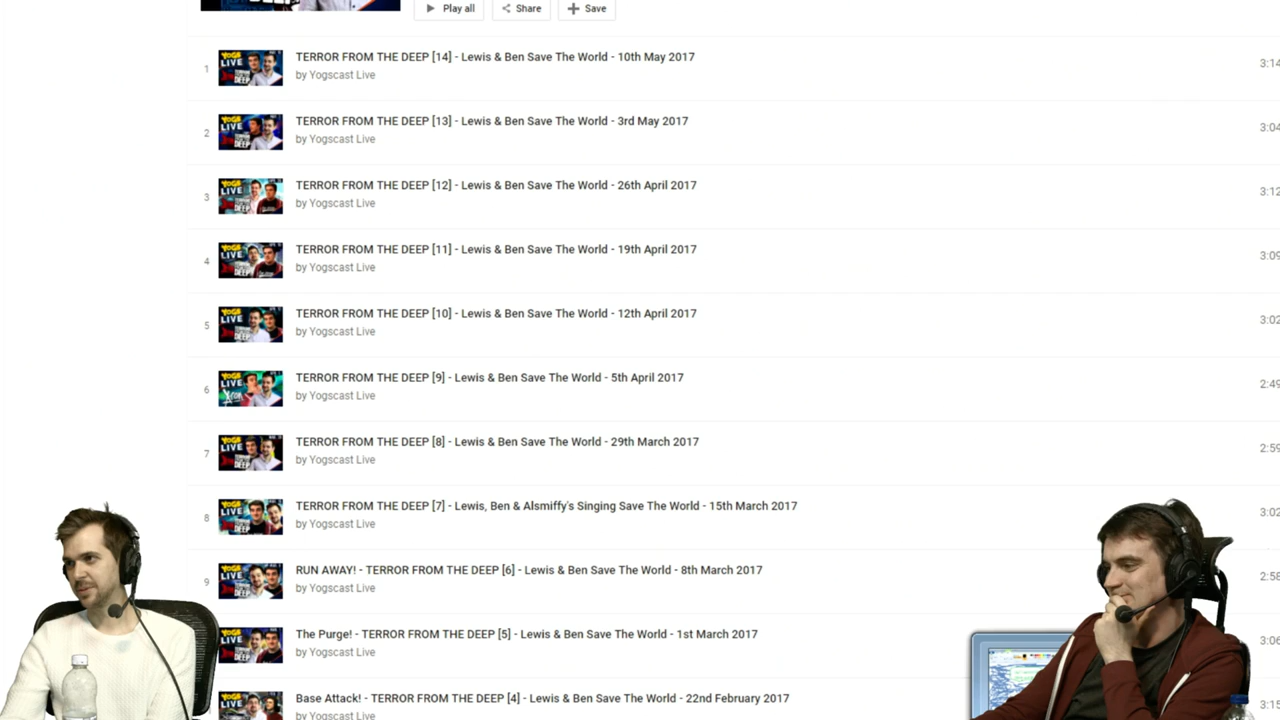 Play all Share Save
1 TERROR FROM THE DEEP [14] - Lewis & Ben Save The World - 10th May 2017 3:14
by Yogscast Live
2 TERROR FROM THE DEEP [13] - Lewis & Ben Save The World - 3rd May 2017 3:04
by Yogscast Live
3 TERROR FROM THE DEEP [12] - Lewis & Ben Save The World - 26th April 2017 3:12
by Yogscast Live
4 TERROR FROM THE DEEP [11] - Lewis & Ben Save The World - 19th April 2017 3:09
by Yogscast Live
5 TERROR FROM THE DEEP [10] - Lewis & Ben Save The World - 12th April 2017 3:02
by Yogscast Live
6 TERROR FROM THE DEEP [9] - Lewis & Ben Save The World - 5th April 2017 2:49
by Yogscast Live
7 TERROR FROM THE DEEP [8] - Lewis & Ben Save The World - 29th March 2017 2:59
by Yogscast Live
8 TERROR FROM THE DEEP [7] - Lewis, Ben & Alsmiffy's Singing Save The World - 15th March 2017 3:02
by Yogscast Live
9 RUN AWAY! - TERROR FROM THE DEEP [6] - Lewis & Ben Save The World - 8th March 2017 2:58
by Yogscast Live
The Purge! - TERROR FROM THE DEEP [5] - Lewis & Ben Save The World - 1st March 2017 3:06
by Yogscast Live
Base Attack! - TERROR FROM THE DEEP [4] - Lewis & Ben Save The World - 22nd February 2017 3:15
by Yogscast Live